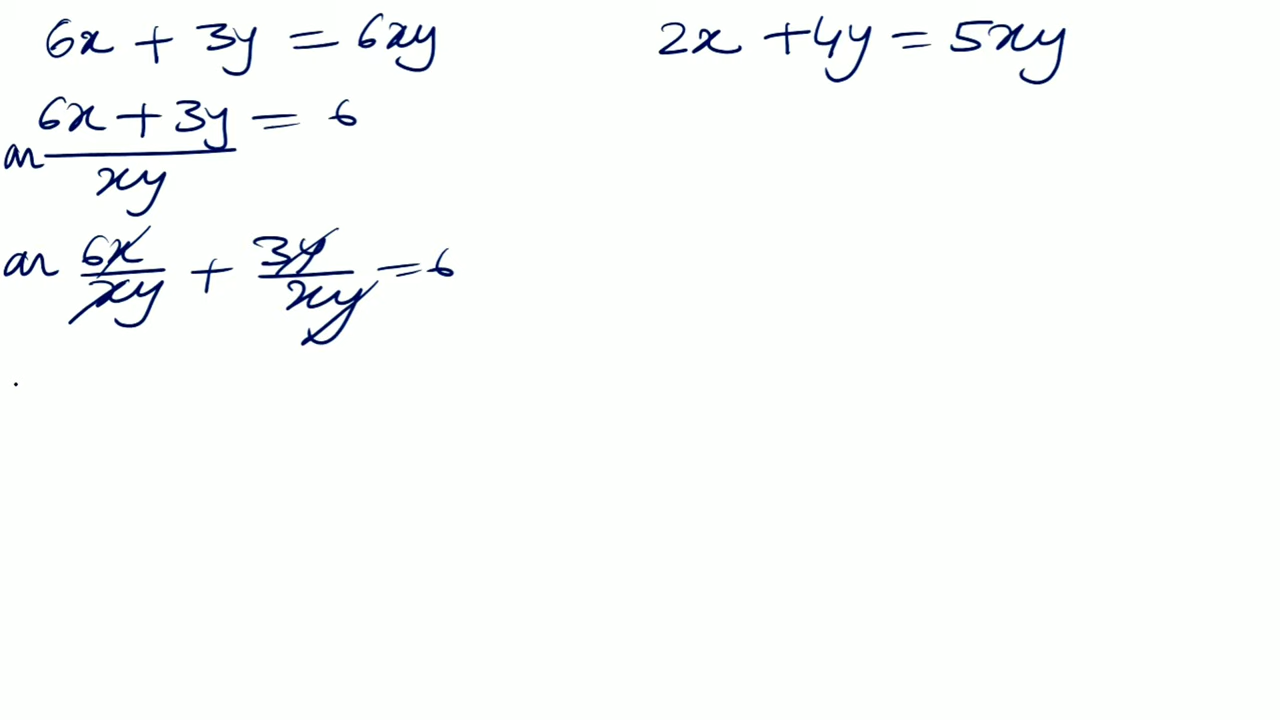 6x + 3y = 6xy
2x + 4y = 5xy
or (6x + 3y)/xy = 6
or 6x/xy + 3y/xy = 6